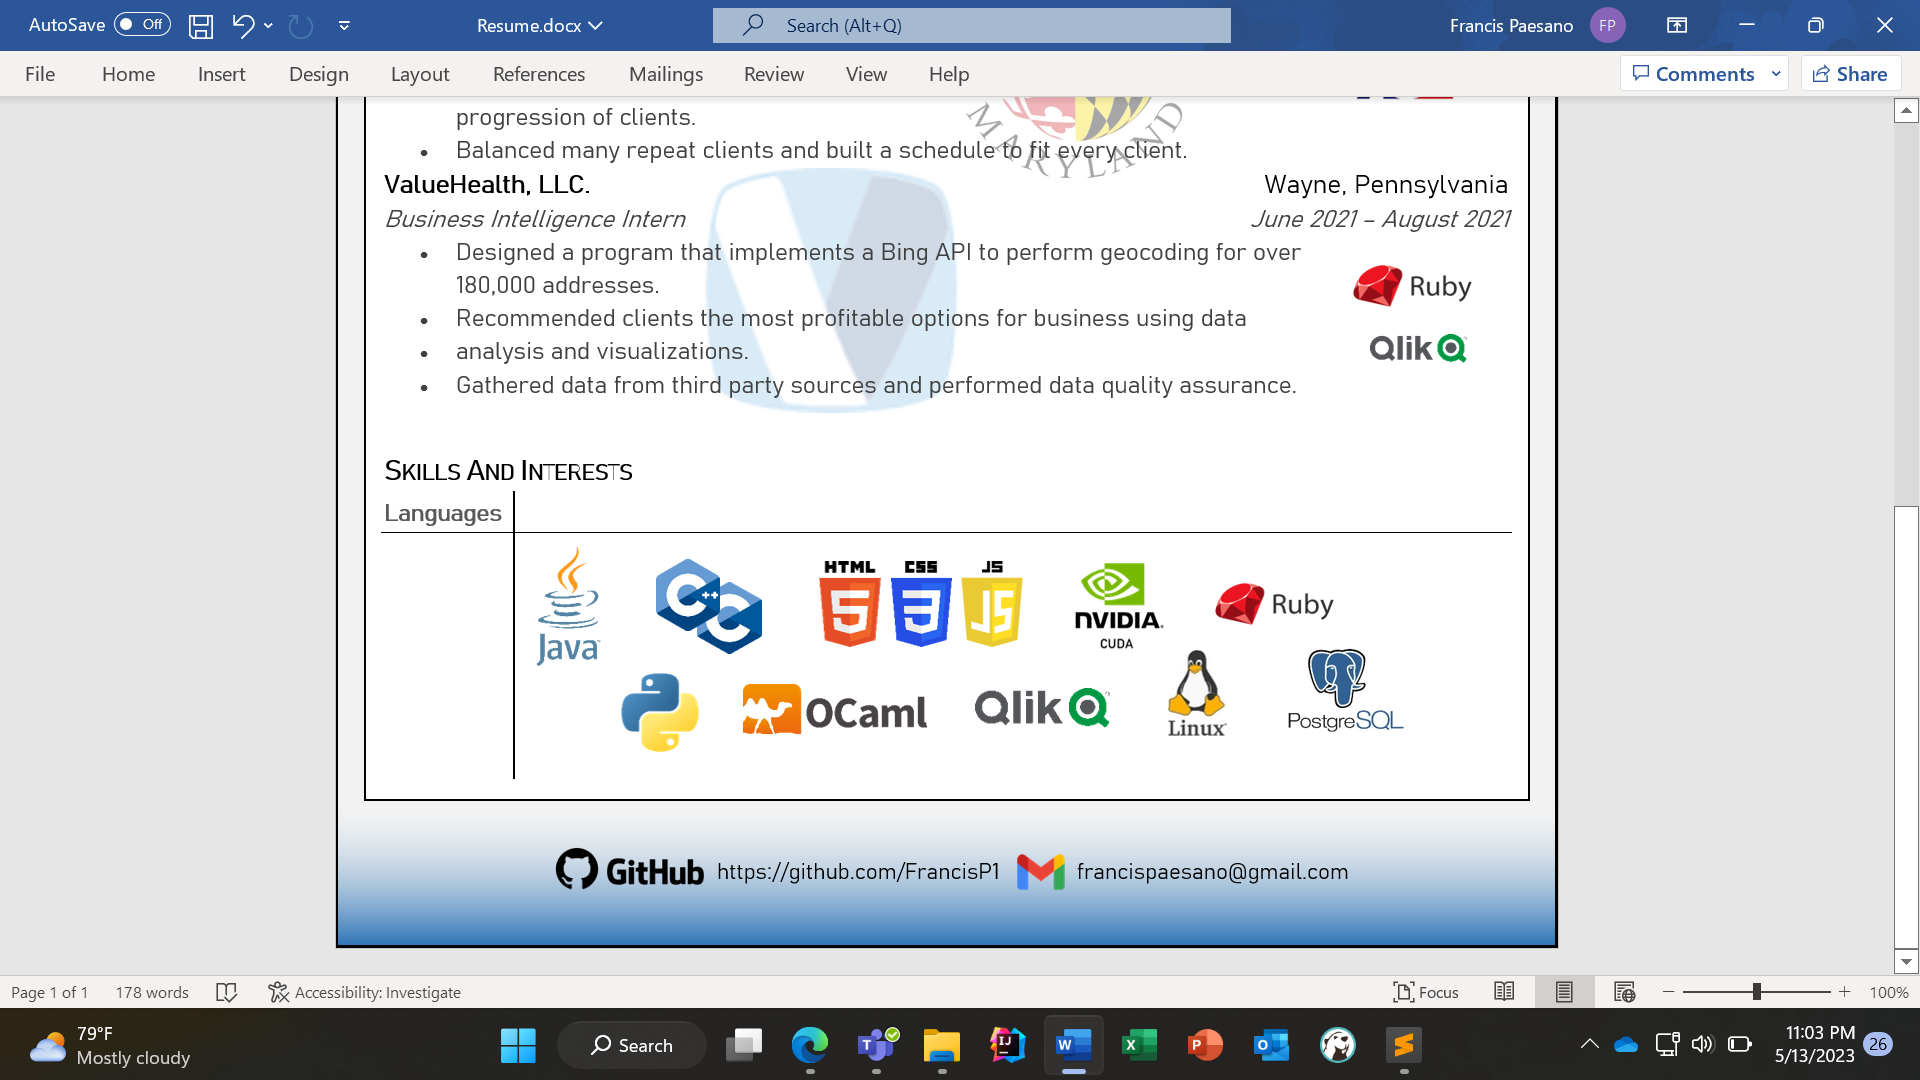 AutoSave Off Resume.docx Search (Alt+Q) Francis Paesano FP
File Home Insert Design Layout References Mailings Review View Help Comments Share
progression of clients.
MARYLAND
• Balanced many repeat clients and built a schedule to fit every client.
ValueHealth, LLC. Wayne, Pennsylvania
Business Intelligence Intern June 2021 – August 2021
• Designed a program that implements a Bing API to perform geocoding for over
180,000 addresses.
Ruby
• Recommended clients the most profitable options for business using data
• analysis and visualizations.
Qlik
• Gathered data from third party sources and performed data quality assurance.
SKILLS AND INTERESTS
Languages
Java
C++ C
HTML CSS JS
5 3 JS
NVIDIA.
CUDA
Ruby
OCaml
Qlik
Linux
PostgreSQL
GitHub https://github.com/FrancisP1 francispaesano@gmail.com
Page 1 of 1 178 words Accessibility: Investigate Focus 100%
79°F
Mostly cloudy
Search
11:03 PM
5/13/2023
26